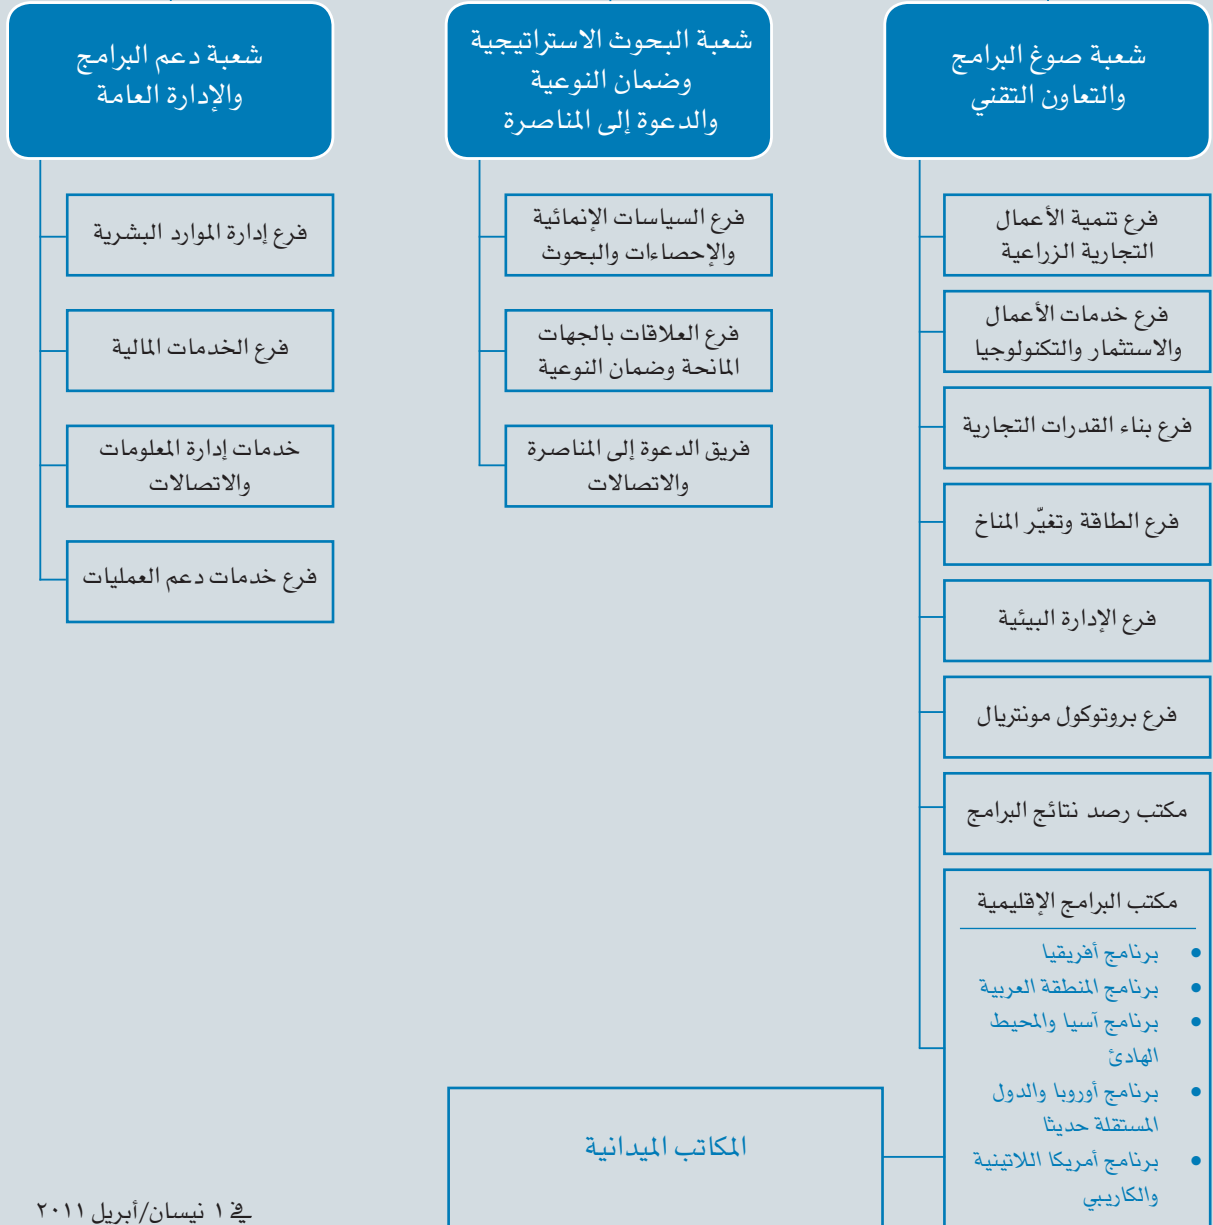 شعبة صوغ البرامج
والتعاون التقني
فرع تنمية الأعمال
التجارية الزراعية
فرع خدمات الأعمال
والاستثمار والتكنولوجيا
فرع بناء القدرات التجارية
فرع الطاقة وتغيّر المناخ
فرع الإدارة البيئية
فرع بروتوكول مونتريال
مكتب رصد نتائج البرامج
مكتب البرامج الإقليمية
• برنامج أفريقيا
• برنامج المنطقة العربية
• برنامج آسيا والمحيط
الهادئ
• برنامج أوروبا والدول
المستقلة حديثا
• برنامج أمريكا اللاتينية
والكاريبي
شعبة البحوث الاستراتيجية
وضمان النوعية
والدعوة إلى المناصرة
فرع السياسات الإنمائية
والإحصاءات والبحوث
فرع العلاقات بالجهات
المانحة وضمان النوعية
فريق الدعوة إلى المناصرة
والاتصالات
المكاتب الميدانية
شعبة دعم البرامج
والإدارة العامة
فرع إدارة الموارد البشرية
فرع الخدمات المالية
خدمات إدارة المعلومات
والاتصالات
فرع خدمات دعم العمليات
في ١ نيسان/أبريل ٢٠١١